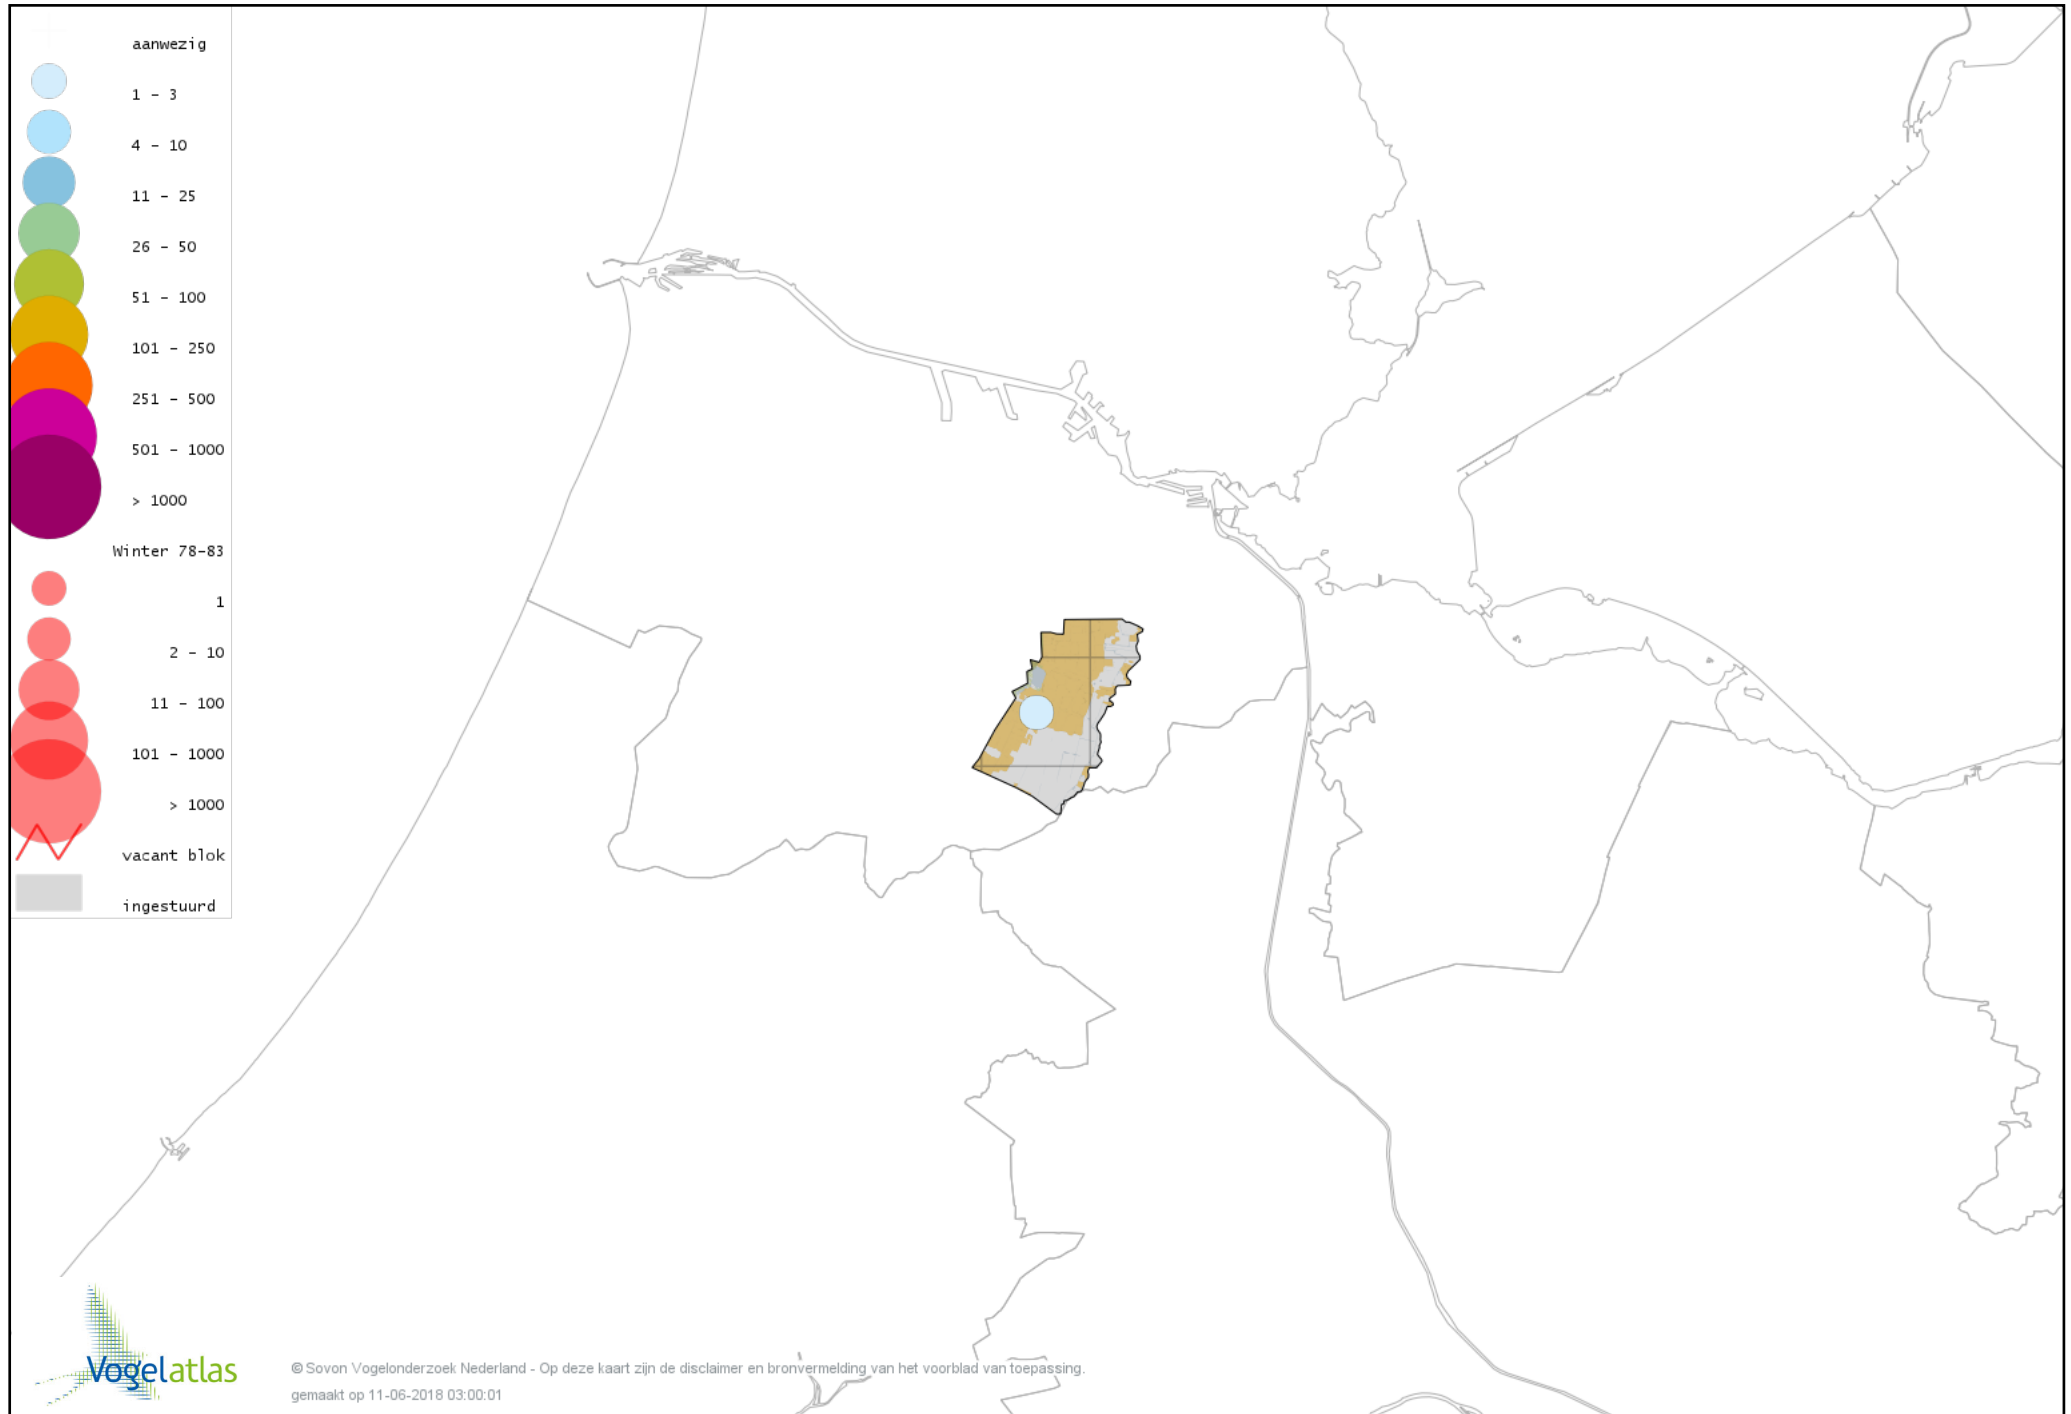 aanwezig
1 - 3
4 - 10
11 - 25
26 - 50
51 - 100
101 - 250
251 - 500
501 - 1000
> 1000
Winter 78-83
1
2 - 10
11 - 100
101 - 1000
> 1000
vacant blok
ingestuurd
Vogelatlas
© Sovon Vogelonderzoek Nederland - Op deze kaart zijn de disclaimer en bronvermelding van het voorblad van toepassing.
gemaakt op 11-06-2018 03:00:01